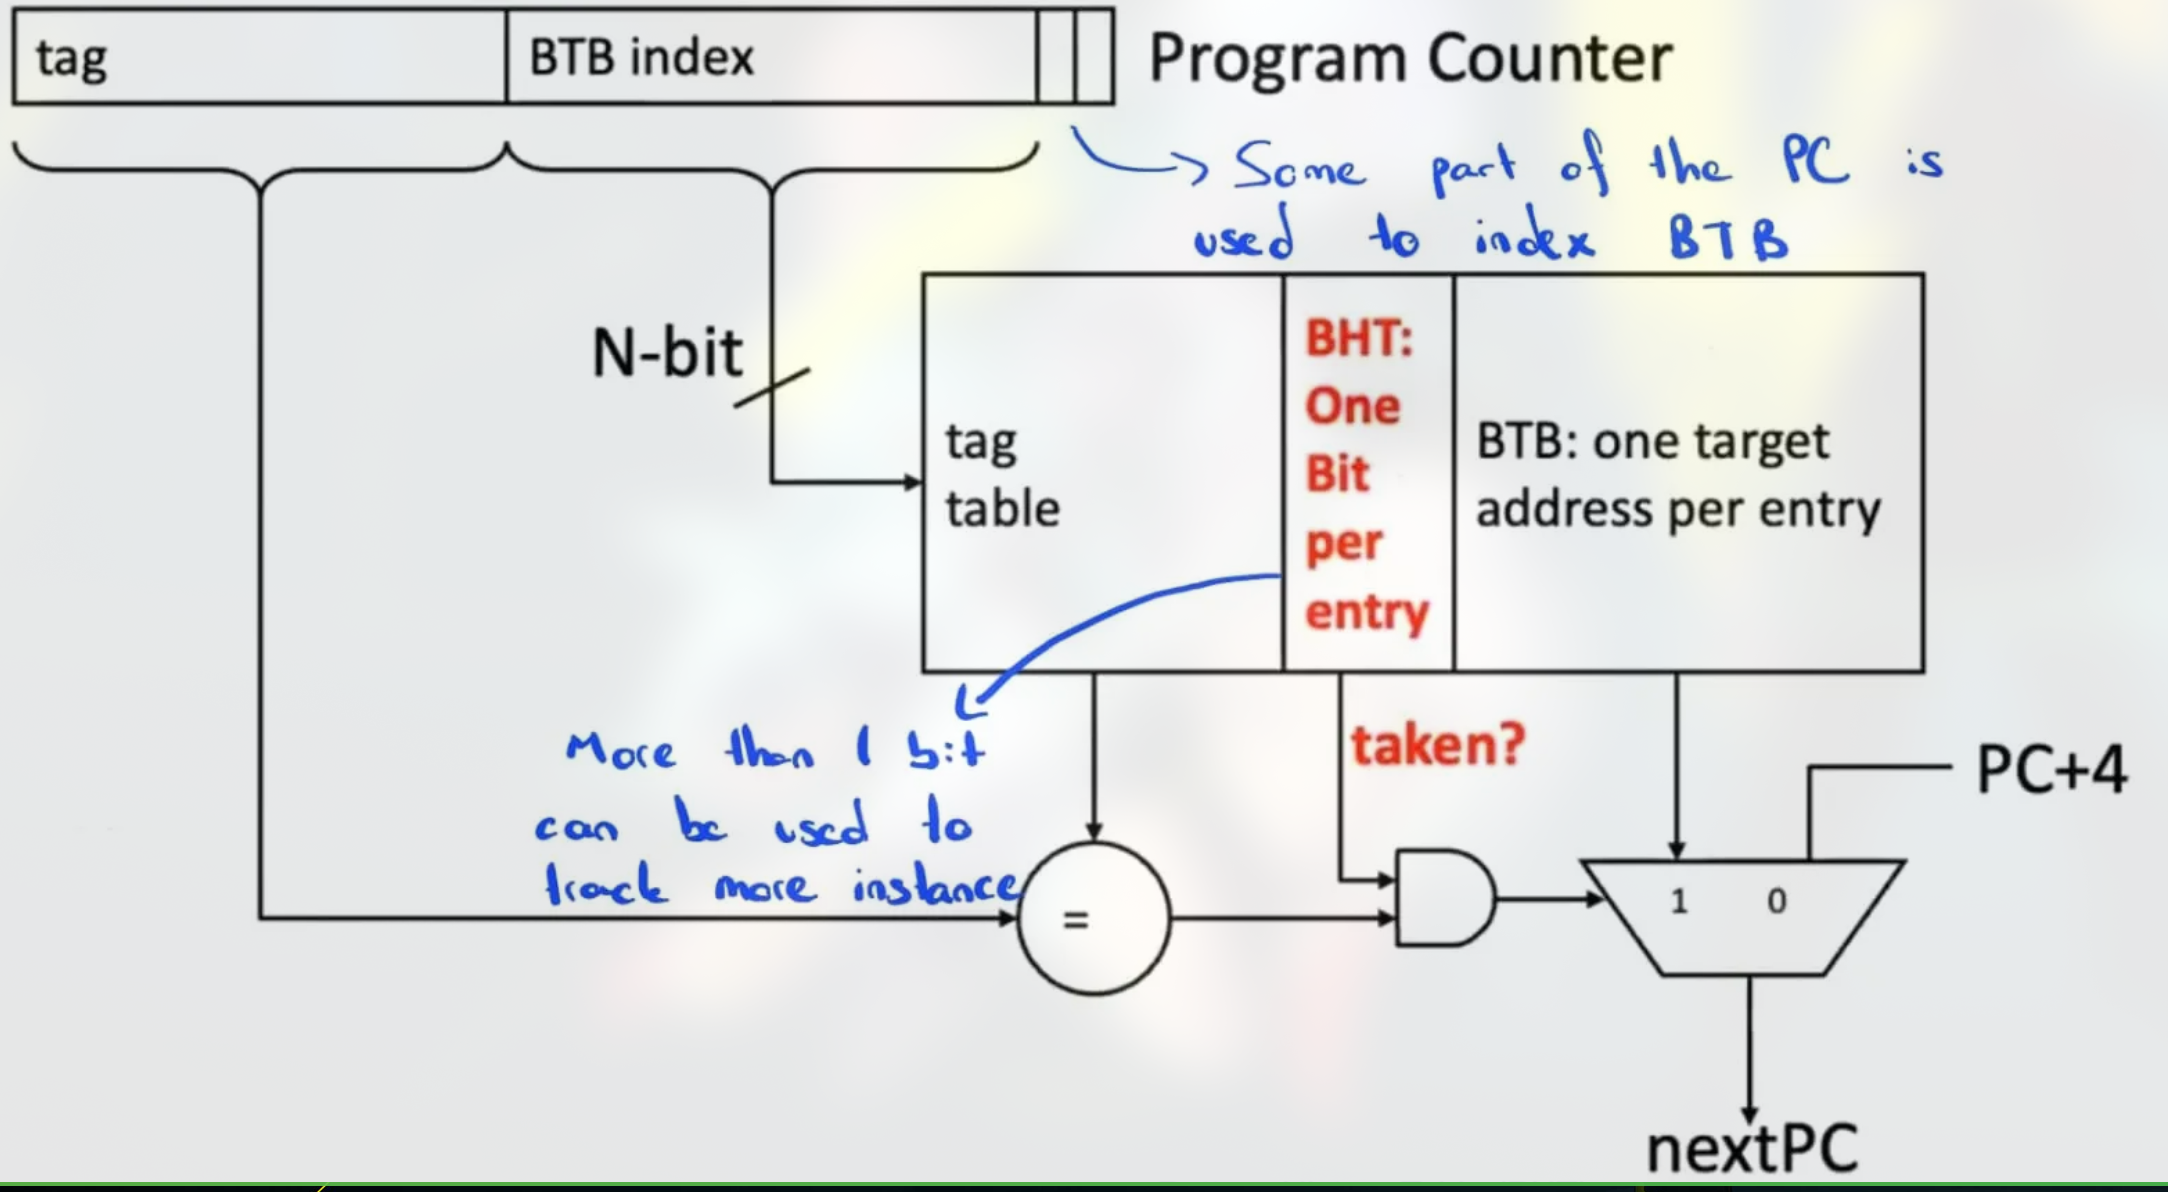 tag
BTB index
Program Counter
Some part of the PC is
used to index BTB
N-bit
tag
table
BHT:
One
Bit
per
entry
BTB: one target
address per entry
More than 1 bit
can be used to
track more instance
taken?
PC+4
=
1 0
nextPC